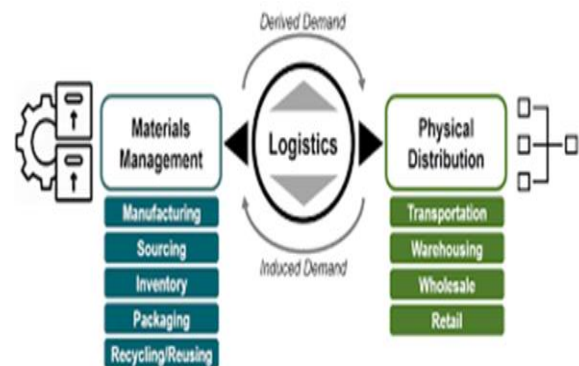 Derived Demand
Materials
Management
Logistics
Physical
Distribution
Manufacturing
Sourcing
Inventory
Packaging
Recycling/Reusing
Induced Demand
Transportation
Warehousing
Wholesale
Retail